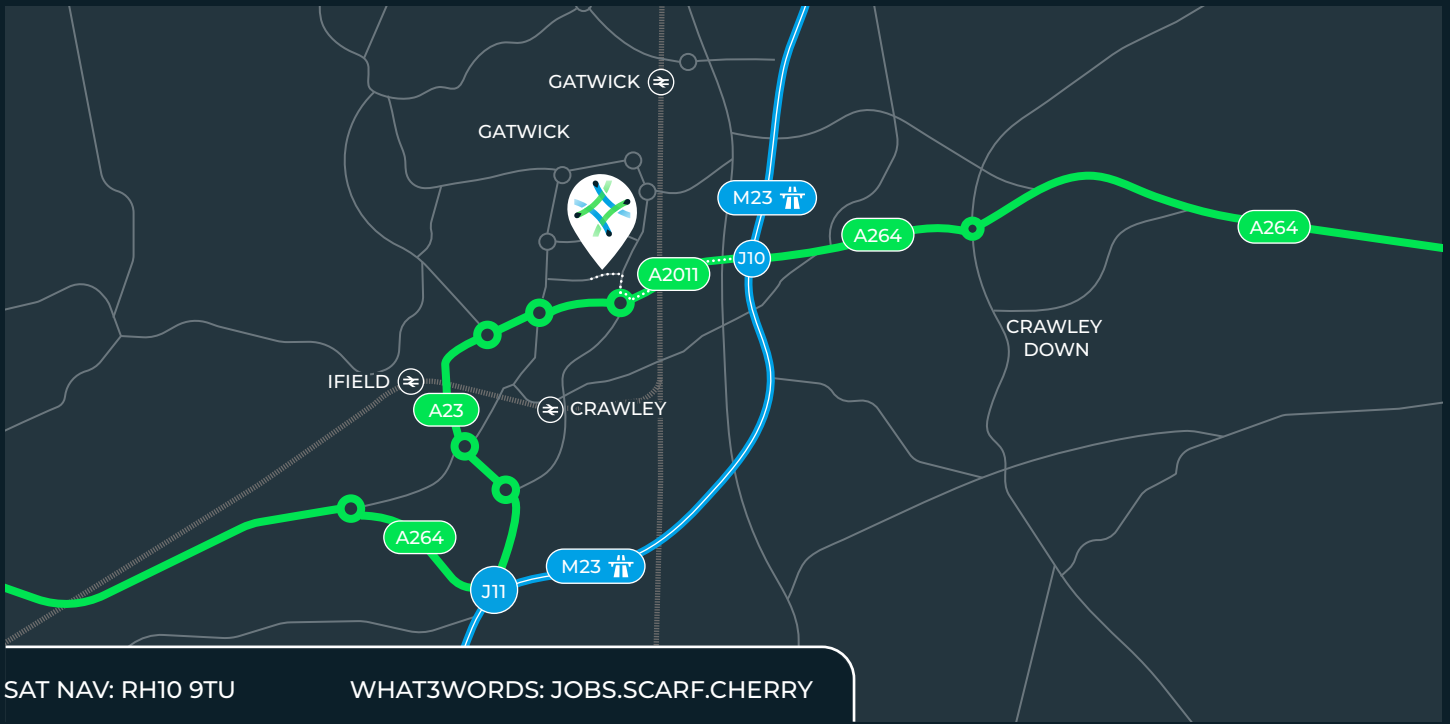 GATWICK
GATWICK
M23
A264
A264
J10
A2011
CRAWLEY
DOWN
IFIELD
A23
CRAWLEY
A264
M23
J11
SAT NAV: RH10 9TU
WHAT3WORDS: JOBS.SCARF.CHERRY